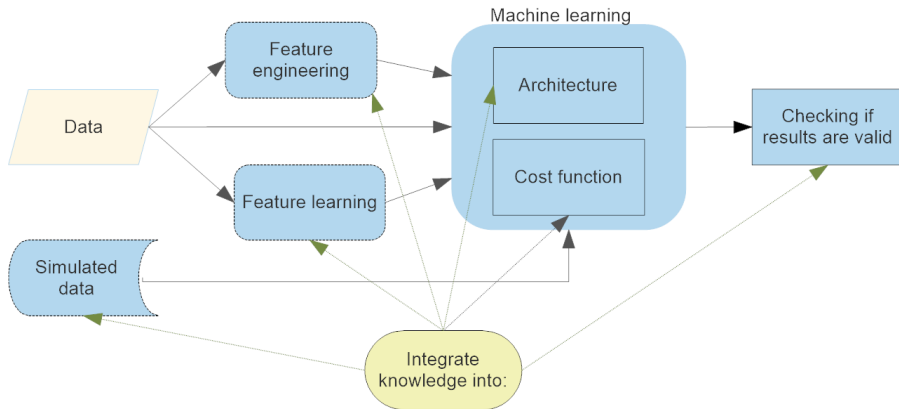 Machine learning
Feature
engineering
Architecture
Data
Checking if
results are valid
Feature learning
Cost function
Simulated
data
Integrate
knowledge into: